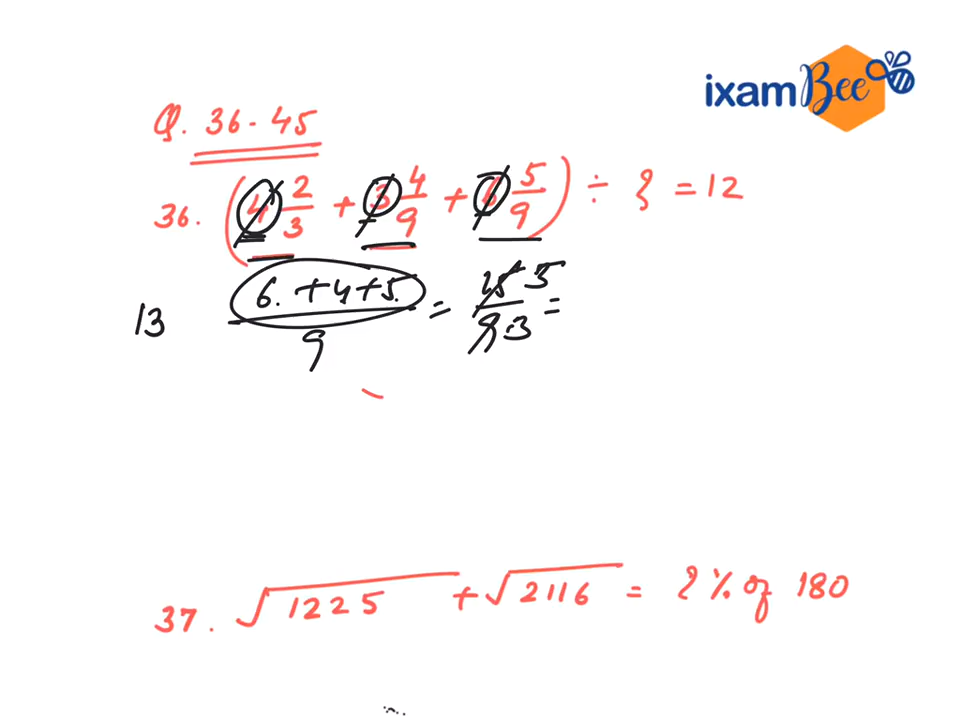 ixamBee
Q. 36-45
36. (4 2/3 + 3 4/9 + 6 5/9) ÷ ? = 12
13 (6 + 4 + 5)/9 = 15/9 5/3 =
37. √1225 + √2116 = ? % of 180